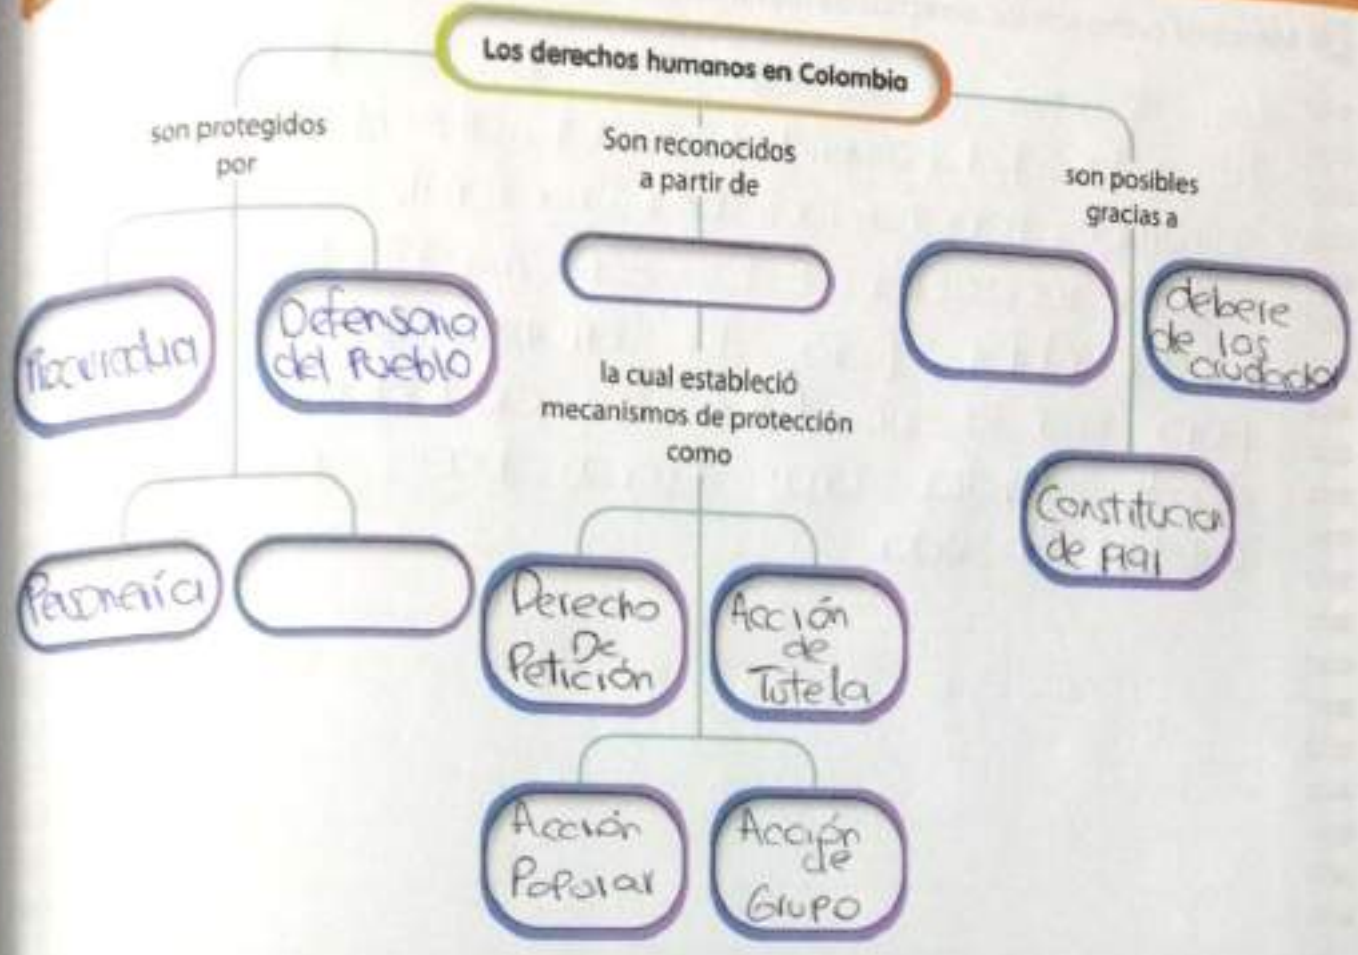 Los derechos humanos en Colombia
son protegidos
por
Defensoria
del Pueblo
Personería
Son reconocidos
a partir de
la cual estableció
mecanismos de protección
como
Derecho
De
Petición
Acción
de
Tutela
Acción
Popular
Acción
de
Grupo
son posibles
gracias a
debere
de los
Constitucion
de 1991